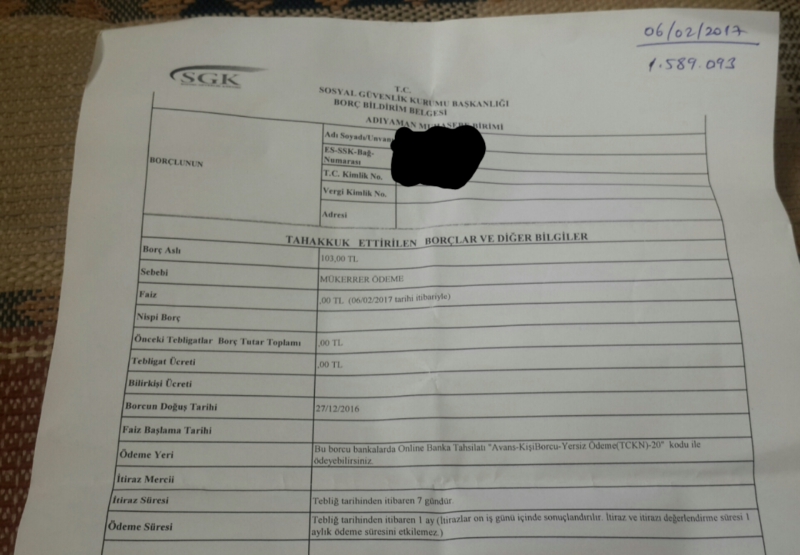 06/02/2017
1.589.093
SGK
T.C.
SOSYAL GÜVENLİK KURUMU BAŞKANLIĞI
BORÇ BİLDİRİM BELGESİ
ADIYAMAN MUHASEBE BİRİMİ
BORÇLUNUN
Adı Soyadı/Unvanı
ES-SSK-Bağ-
Numarası
T.C. Kimlik No.
Vergi Kimlik No.
Adresi
TAHAKKUK ETTİRİLEN BORÇLAR VE DİĞER BİLGİLER
Borç Aslı 103,00 TL
Sebebi MÜKERRER ÖDEME
Faiz ,00 TL (06/02/2017 tarihi itibariyle)
Nispi Borç
Önceki Tebligatlar Borç Tutar Toplamı ,00 TL
Tebligat Ücreti ,00 TL
Bilirkişi Ücreti
Borcun Doğuş Tarihi 27/12/2016
Faiz Başlama Tarihi
Ödeme Yeri Bu borcu bankalarda Online Banka Tahsilatı "Avans-KişiBorcu-Yersiz Ödeme(TCKN)-20" kodu ile
ödeyebilirsiniz.
İtiraz Mercii
İtiraz Süresi Tebliğ tarihinden itibaren 7 gündür.
Ödeme Süresi Tebliğ tarihinden itibaren 1 ay (İtirazlar on iş günü içinde sonuçlandırılır. İtiraz ve itirazı değerlendirme süresi 1
aylık ödeme süresini etkilemez.)